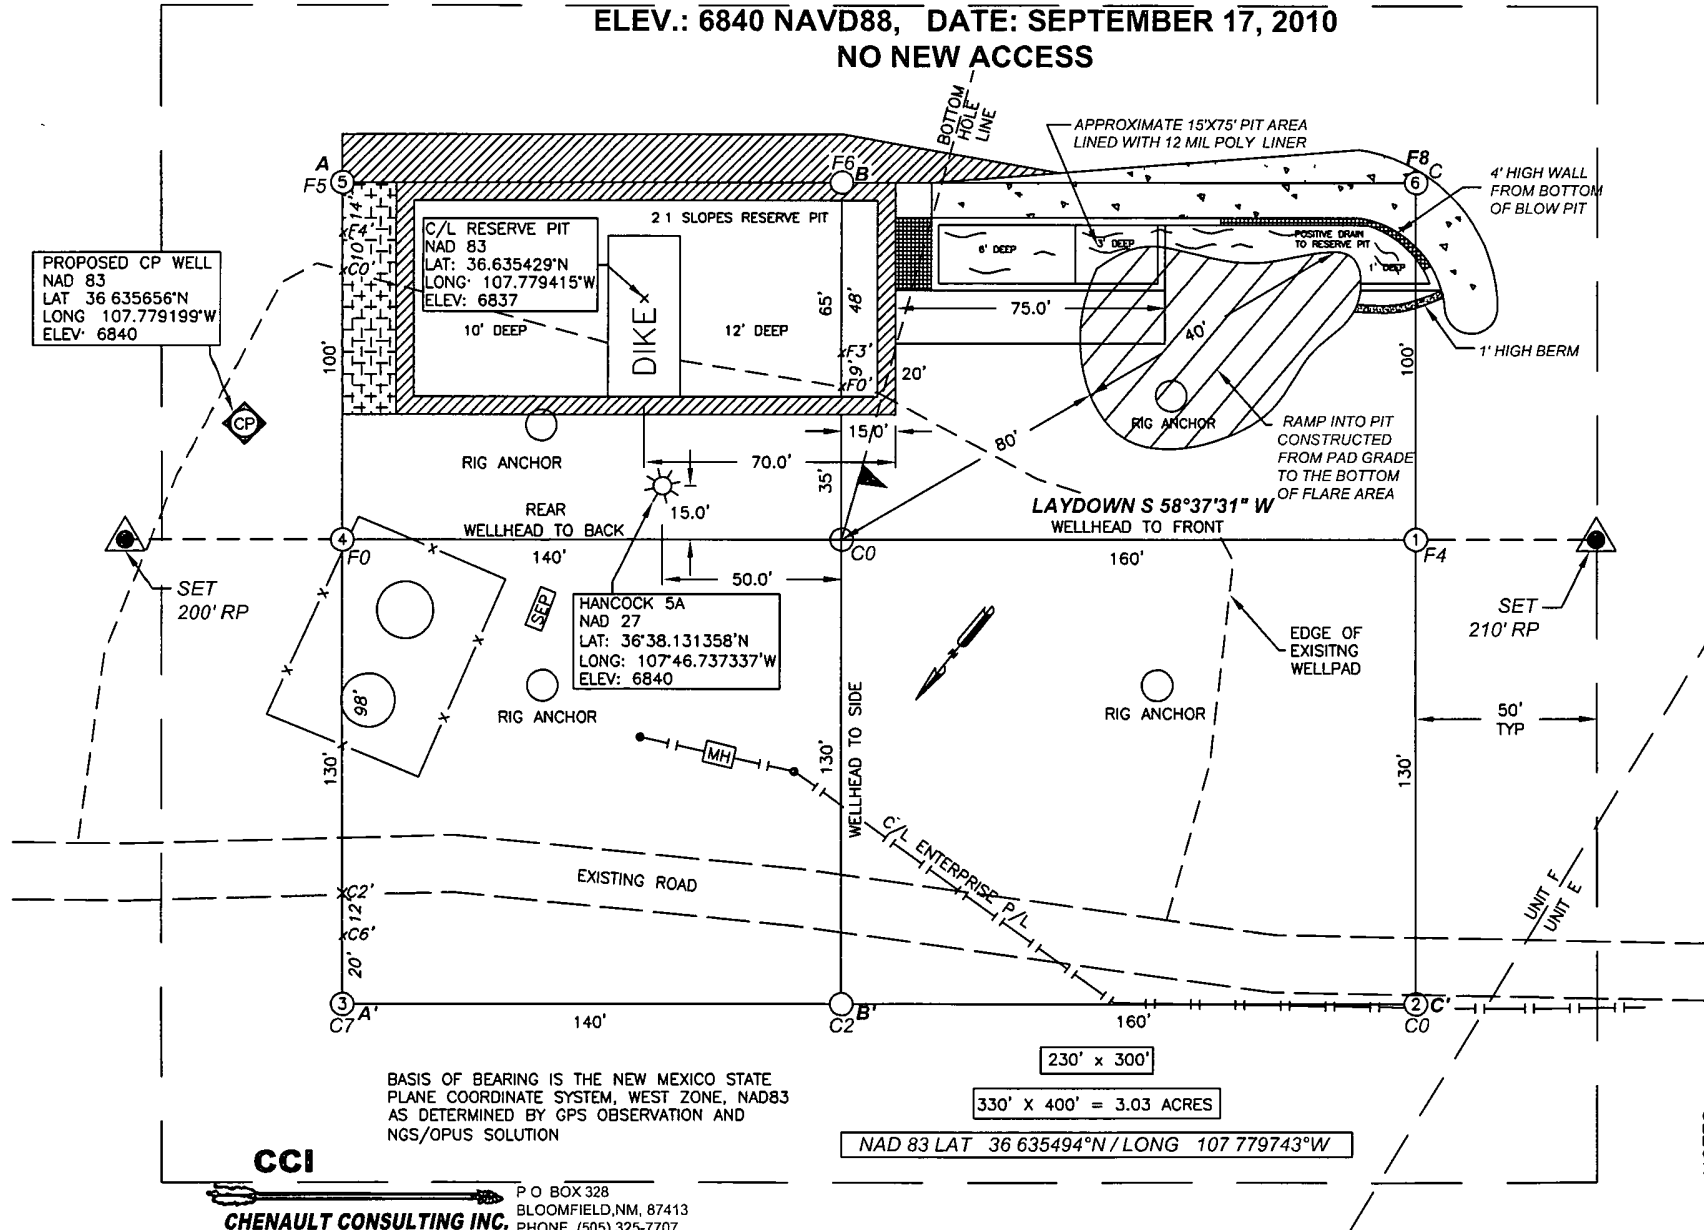 ELEV.: 6840 NAVD88, DATE: SEPTEMBER 17, 2010
NO NEW ACCESS
BOTTOM
HOLE
LINE
APPROXIMATE 15'X75' PIT AREA
LINED WITH 12 MIL POLY LINER
A
F5
5
F6
B
F8
C
6
4' HIGH WALL
FROM BOTTOM
OF BLOW PIT
14'
xF4'
10'
xC0'
2 1 SLOPES RESERVE PIT
C/L RESERVE PIT
NAD 83
LAT: 36.635429°N
LONG· 107.779415°W
ELEV: 6837
6' DEEP
3' DEEP
POSITIVE DRAIN
TO RESERVE PIT
1' DEEP
PROPOSED CP WELL
NAD 83
LAT 36 635656°N
LONG 107.779199°W
ELEV· 6840
10' DEEP
DIKE
x
12' DEEP
65'
48'
75.0'
40'
100'
xF3'
9'
xF0'
20'
100'
1' HIGH BERM
CP
RIG ANCHOR
15.0'
70.0'
35'
80'
RIG ANCHOR
RAMP INTO PIT
CONSTRUCTED
FROM PAD GRADE
TO THE BOTTOM
OF FLARE AREA
REAR
WELLHEAD TO BACK
15.0'
LAYDOWN S 58°37'31" W
WELLHEAD TO FRONT
4
F0
140'
C0
160'
1
F4
50.0'
SET
200' RP
SEP
HANCOCK 5A
NAD 27
LAT: 36°38.131358'N
LONG: 107°46.737337'W
ELEV: 6840
EDGE OF
EXISITNG
WELLPAD
SET
210' RP
98'
RIG ANCHOR
RIG ANCHOR
50'
TYP
MH
130'
130'
WELLHEAD TO SIDE
130'
C/L ENTERPRISE P/L
EXISTING ROAD
UNIT F
UNIT E
xC2'
12'
xC6'
20'
3
A'
C7
140'
B'
C2
160'
2
C'
C0
230' x 300'
330' X 400' = 3.03 ACRES
NAD 83 LAT 36 635494°N / LONG 107 779743°W
BASIS OF BEARING IS THE NEW MEXICO STATE
PLANE COORDINATE SYSTEM, WEST ZONE, NAD83
AS DETERMINED BY GPS OBSERVATION AND
NGS/OPUS SOLUTION
CCI
CHENAULT CONSULTING INC.
P O BOX 328
BLOOMFIELD,NM, 87413
PHONE (505) 325-7707